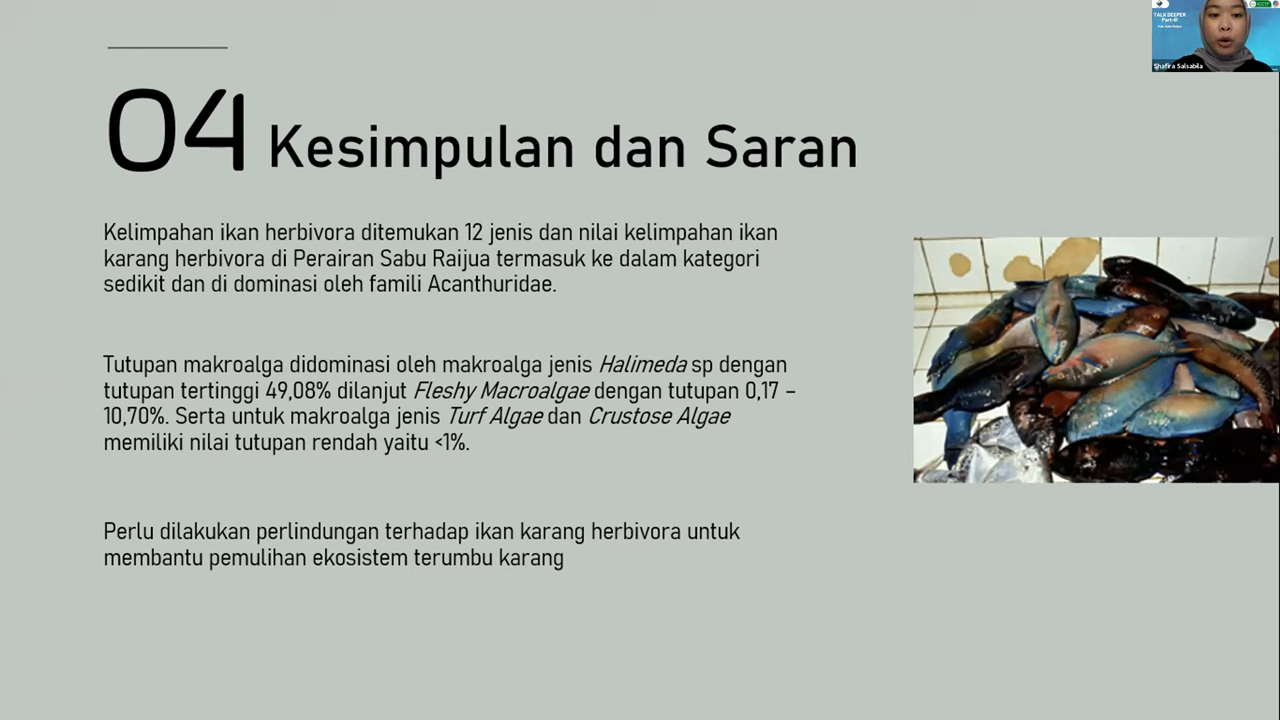 TALK DEEPER
Part-III
Shafira Salsabila
04 Kesimpulan dan Saran
Kelimpahan ikan herbivora ditemukan 12 jenis dan nilai kelimpahan ikan
karang herbivora di Perairan Sabu Raijua termasuk ke dalam kategori
sedikit dan di dominasi oleh famili Acanthuridae.
Tutupan makroalga didominasi oleh makroalga jenis Halimeda sp dengan
tutupan tertinggi 49,08% dilanjut Fleshy Macroalgae dengan tutupan 0,17 –
10,70%. Serta untuk makroalga jenis Turf Algae dan Crustose Algae
memiliki nilai tutupan rendah yaitu <1%.
Perlu dilakukan perlindungan terhadap ikan karang herbivora untuk
membantu pemulihan ekosistem terumbu karang